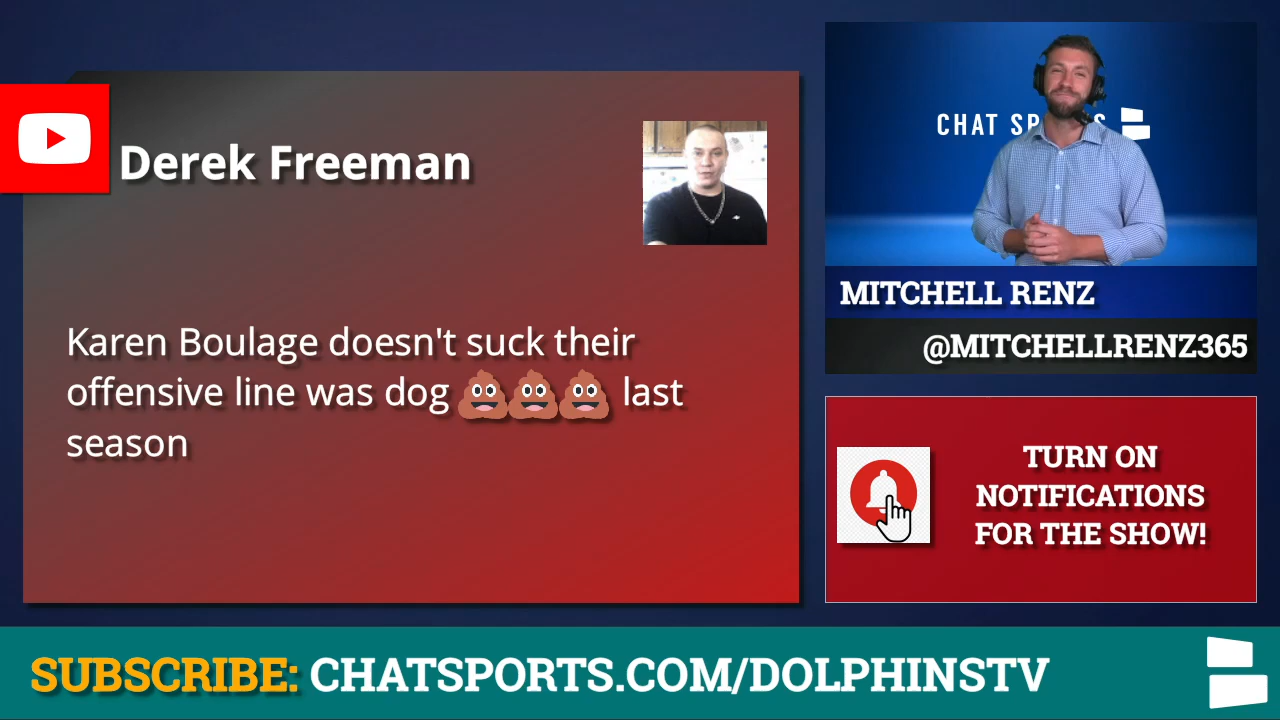 Derek Freeman
Karen Boulage doesn't suck their
offensive line was dog 💩💩💩 last
season
CHAT SP S
MITCHELL RENZ
@MITCHELLRENZ365
TURN ON
NOTIFICATIONS
FOR THE SHOW!
SUBSCRIBE: CHATSPORTS.COM/DOLPHINSTV